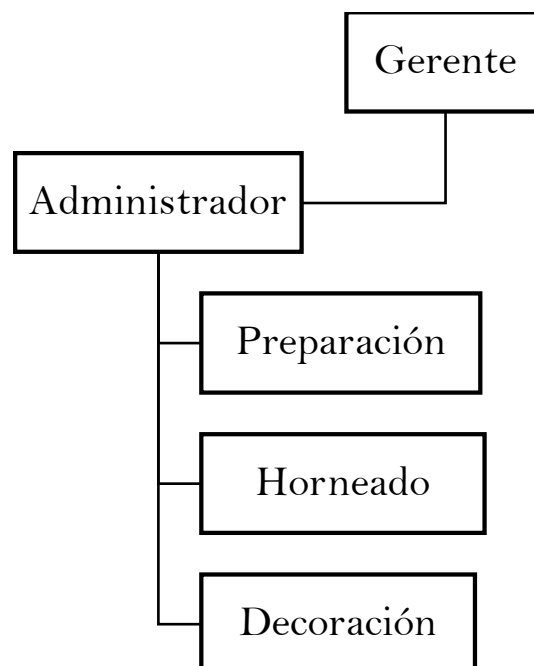 Gerente
Administrador
Preparación
Horneado
Decoración